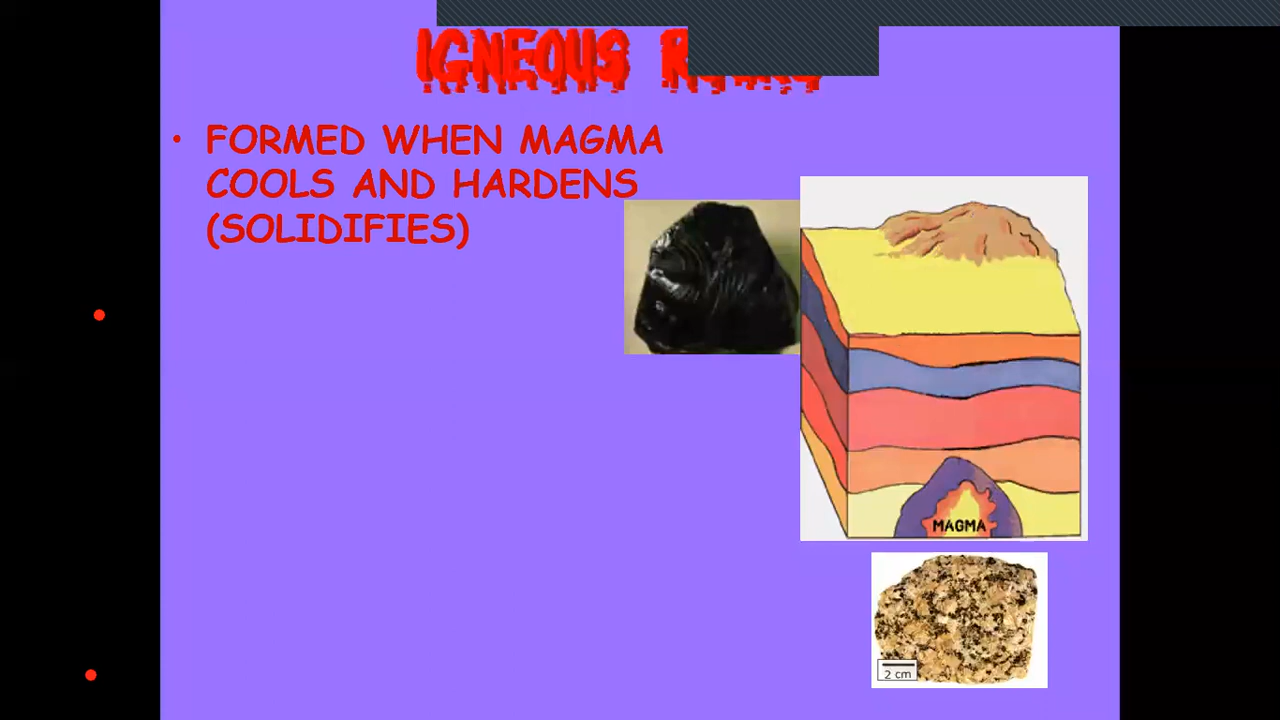 IGNEOUS
• FORMED WHEN MAGMA
COOLS AND HARDENS
(SOLIDIFIES)
MAGMA
2 cm